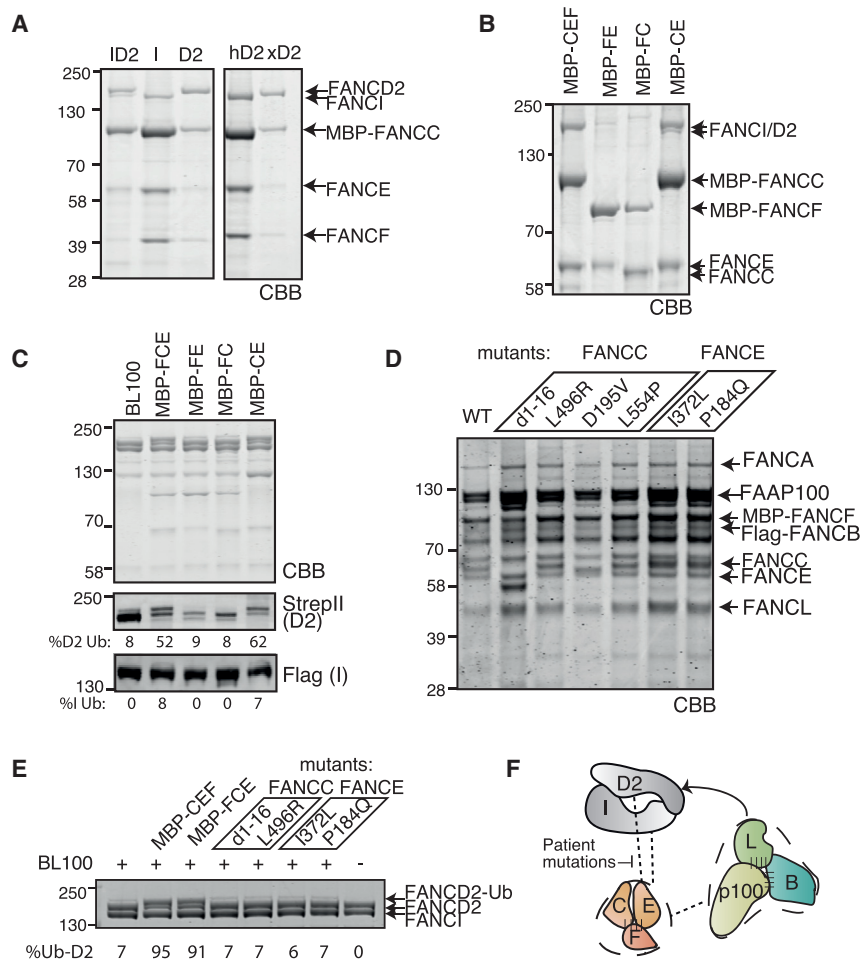 A
ID2 I D2 hD2 xD2
250
130
70
58
39
28
FANCD2
FANCI
MBP-FANCC
FANCE
FANCF
CBB
B
MBP-CEF
MBP-FE
MBP-FC
MBP-CE
250
130
70
58
FANCI/D2
MBP-FANCC
MBP-FANCF
FANCE
FANCC
CBB
C
BL100
MBP-FCE
MBP-FE
MBP-FC
MBP-CE
250
130
70
58
CBB
250
StrepII
(D2)
%D2 Ub: 8 52 9 8 62
130
Flag (I)
%I Ub: 0 8 0 0 7
D
mutants: FANCC FANCE
WT
d1-16
L496R
D195V
L554P
I372L
P184Q
130
70
58
39
28
FANCA
FAAP100
MBP-FANCF
Flag-FANCB
FANCC
FANCE
FANCL
CBB
E
mutants:
FANCC FANCE
MBP-CEF
MBP-FCE
d1-16
L496R
I372L
P184Q
BL100 + + + + + + + -
250
130
FANCD2-Ub
FANCD2
FANCI
%Ub-D2 7 95 91 7 7 6 7 0
F
D2
I
Patient
mutations
C E
F
L
p100
B